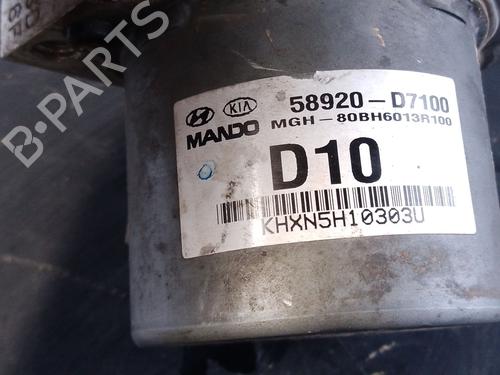 KIA 58920-D7100
MANDO MGH-80BH6013R100
D10
KHXN5H10303U
B-PARTS